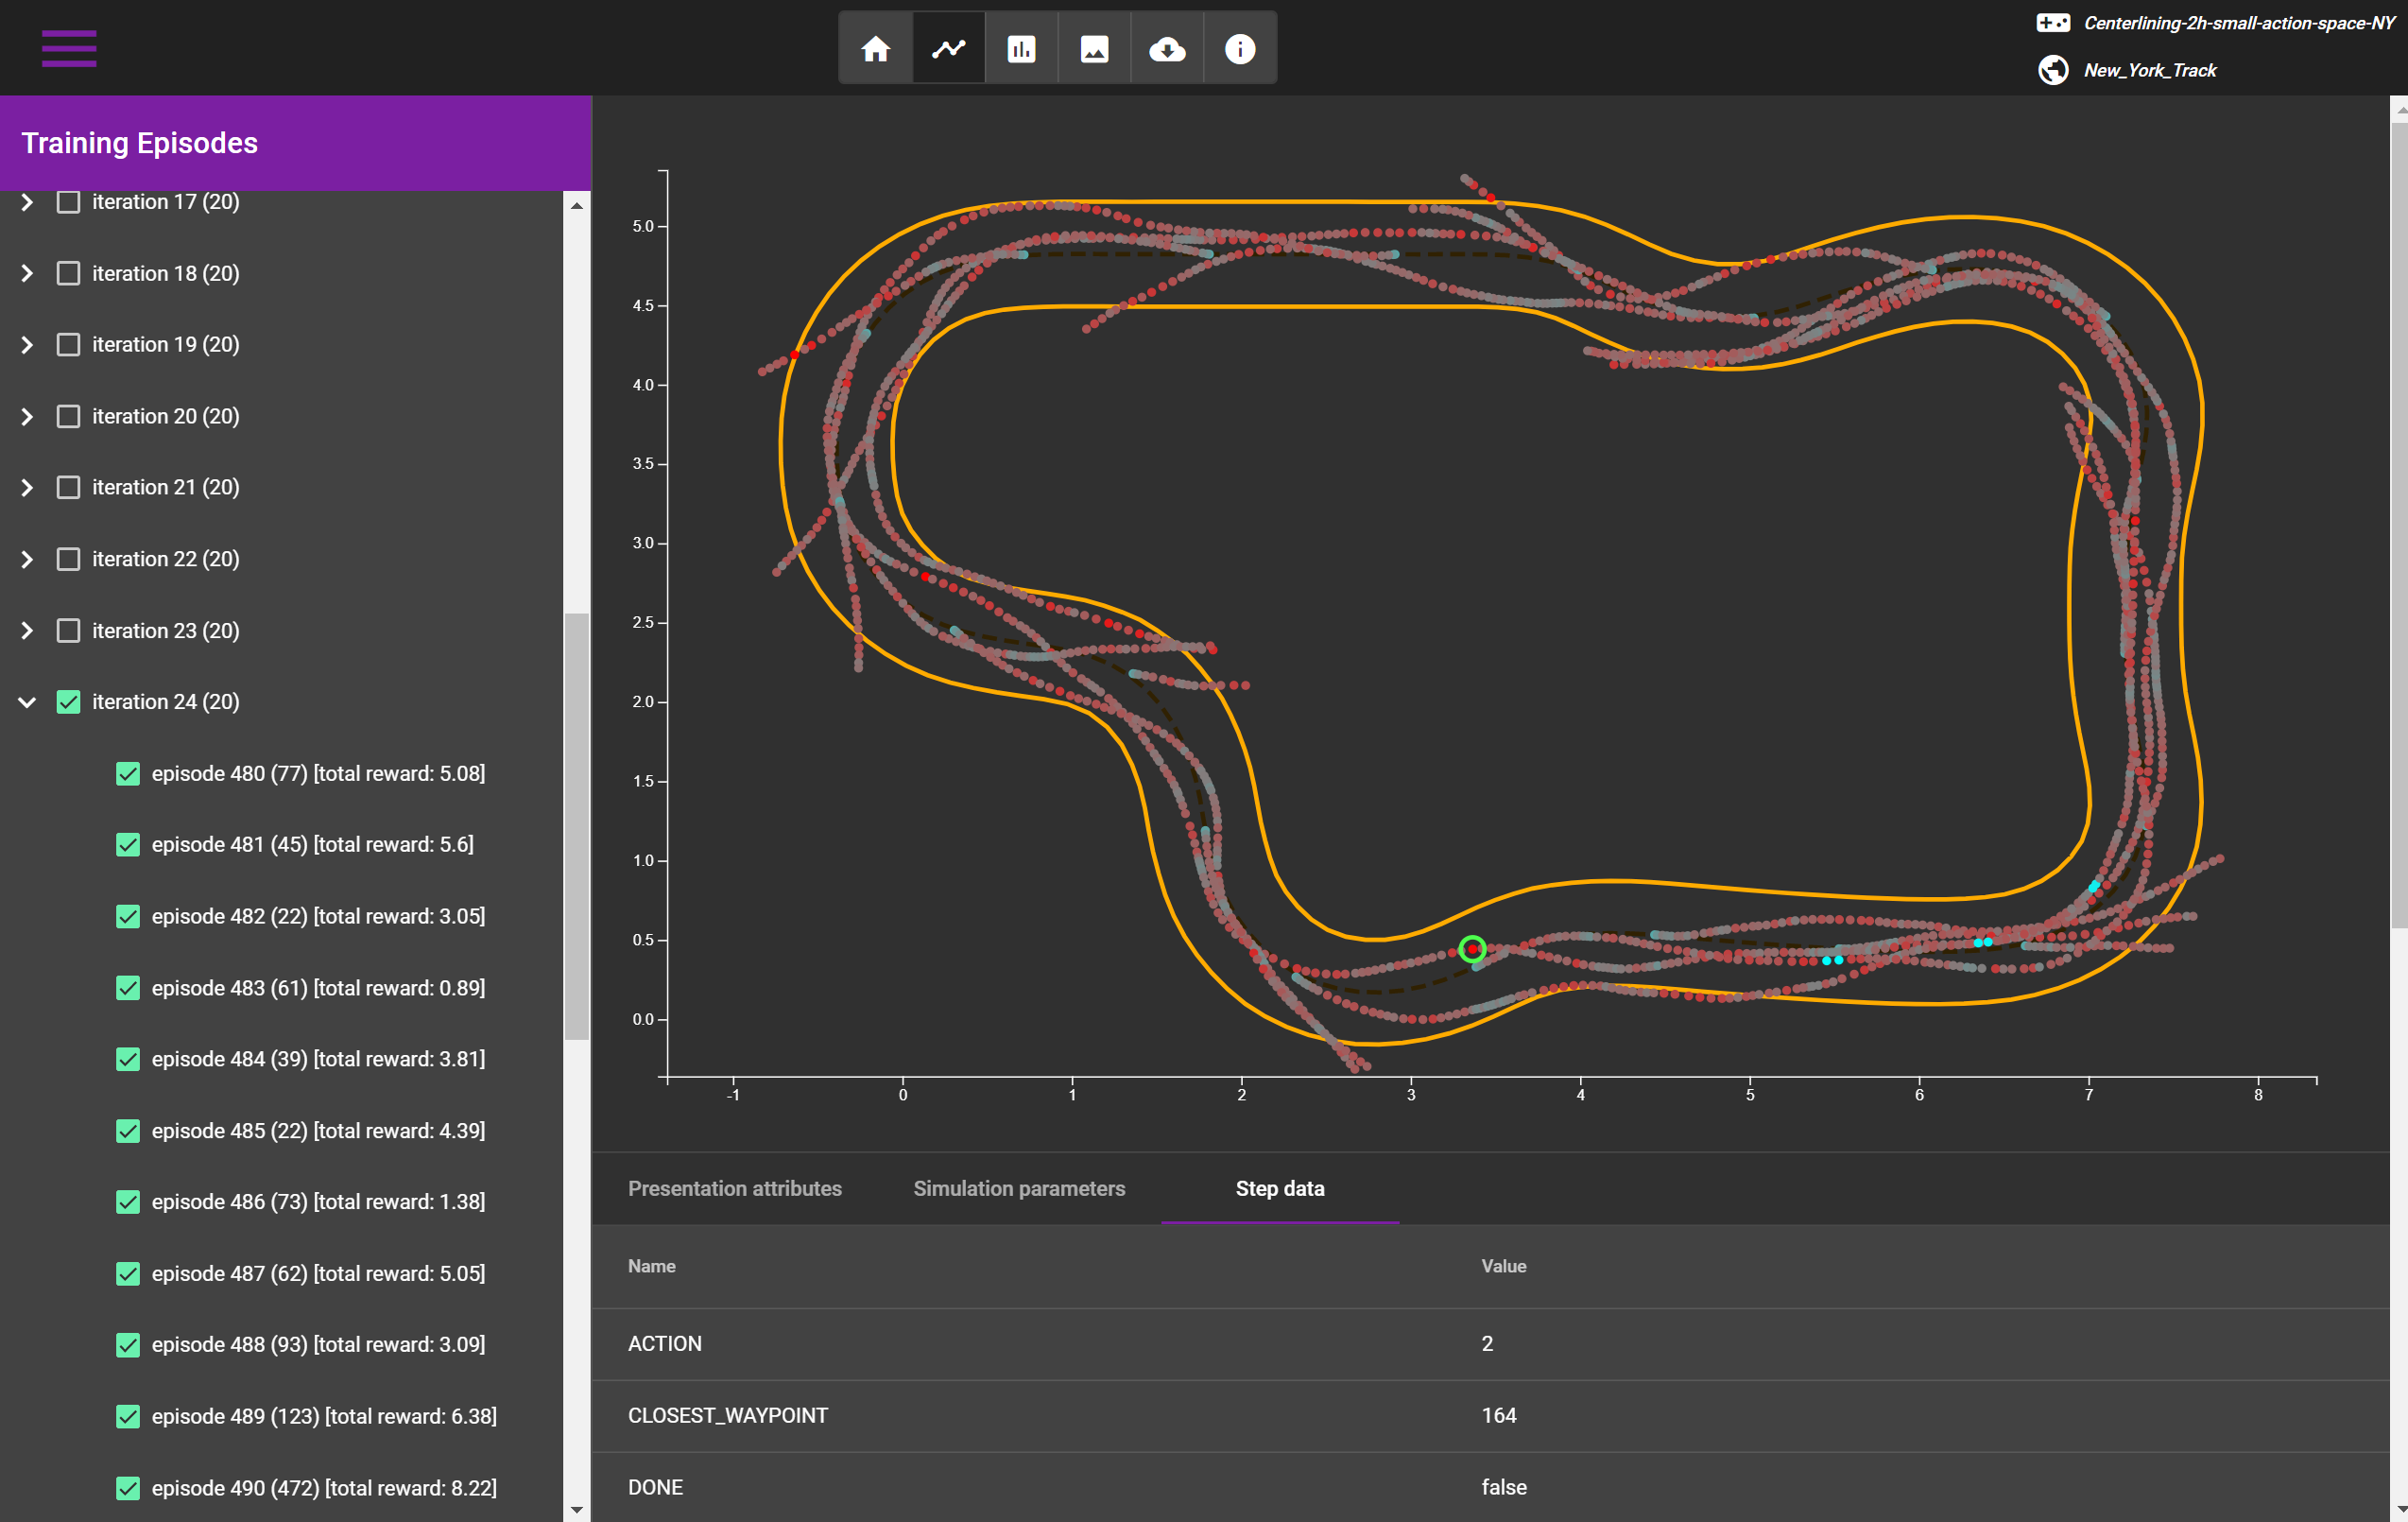 Centerlining-2h-small-action-space-NY
New_York_Track
Training Episodes
iteration 17 (20)
iteration 18 (20)
iteration 19 (20)
iteration 20 (20)
iteration 21 (20)
iteration 22 (20)
iteration 23 (20)
iteration 24 (20)
episode 480 (77) [total reward: 5.08]
episode 481 (45) [total reward: 5.6]
episode 482 (22) [total reward: 3.05]
episode 483 (61) [total reward: 0.89]
episode 484 (39) [total reward: 3.81]
episode 485 (22) [total reward: 4.39]
episode 486 (73) [total reward: 1.38]
episode 487 (62) [total reward: 5.05]
episode 488 (93) [total reward: 3.09]
episode 489 (123) [total reward: 6.38]
episode 490 (472) [total reward: 8.22]
5.0
4.5
4.0
3.5
3.0
2.5
2.0
1.5
1.0
0.5
0.0
-1 0 1 2 3 4 5 6 7 8
Presentation attributes Simulation parameters Step data
Name Value
ACTION 2
CLOSEST_WAYPOINT 164
DONE false